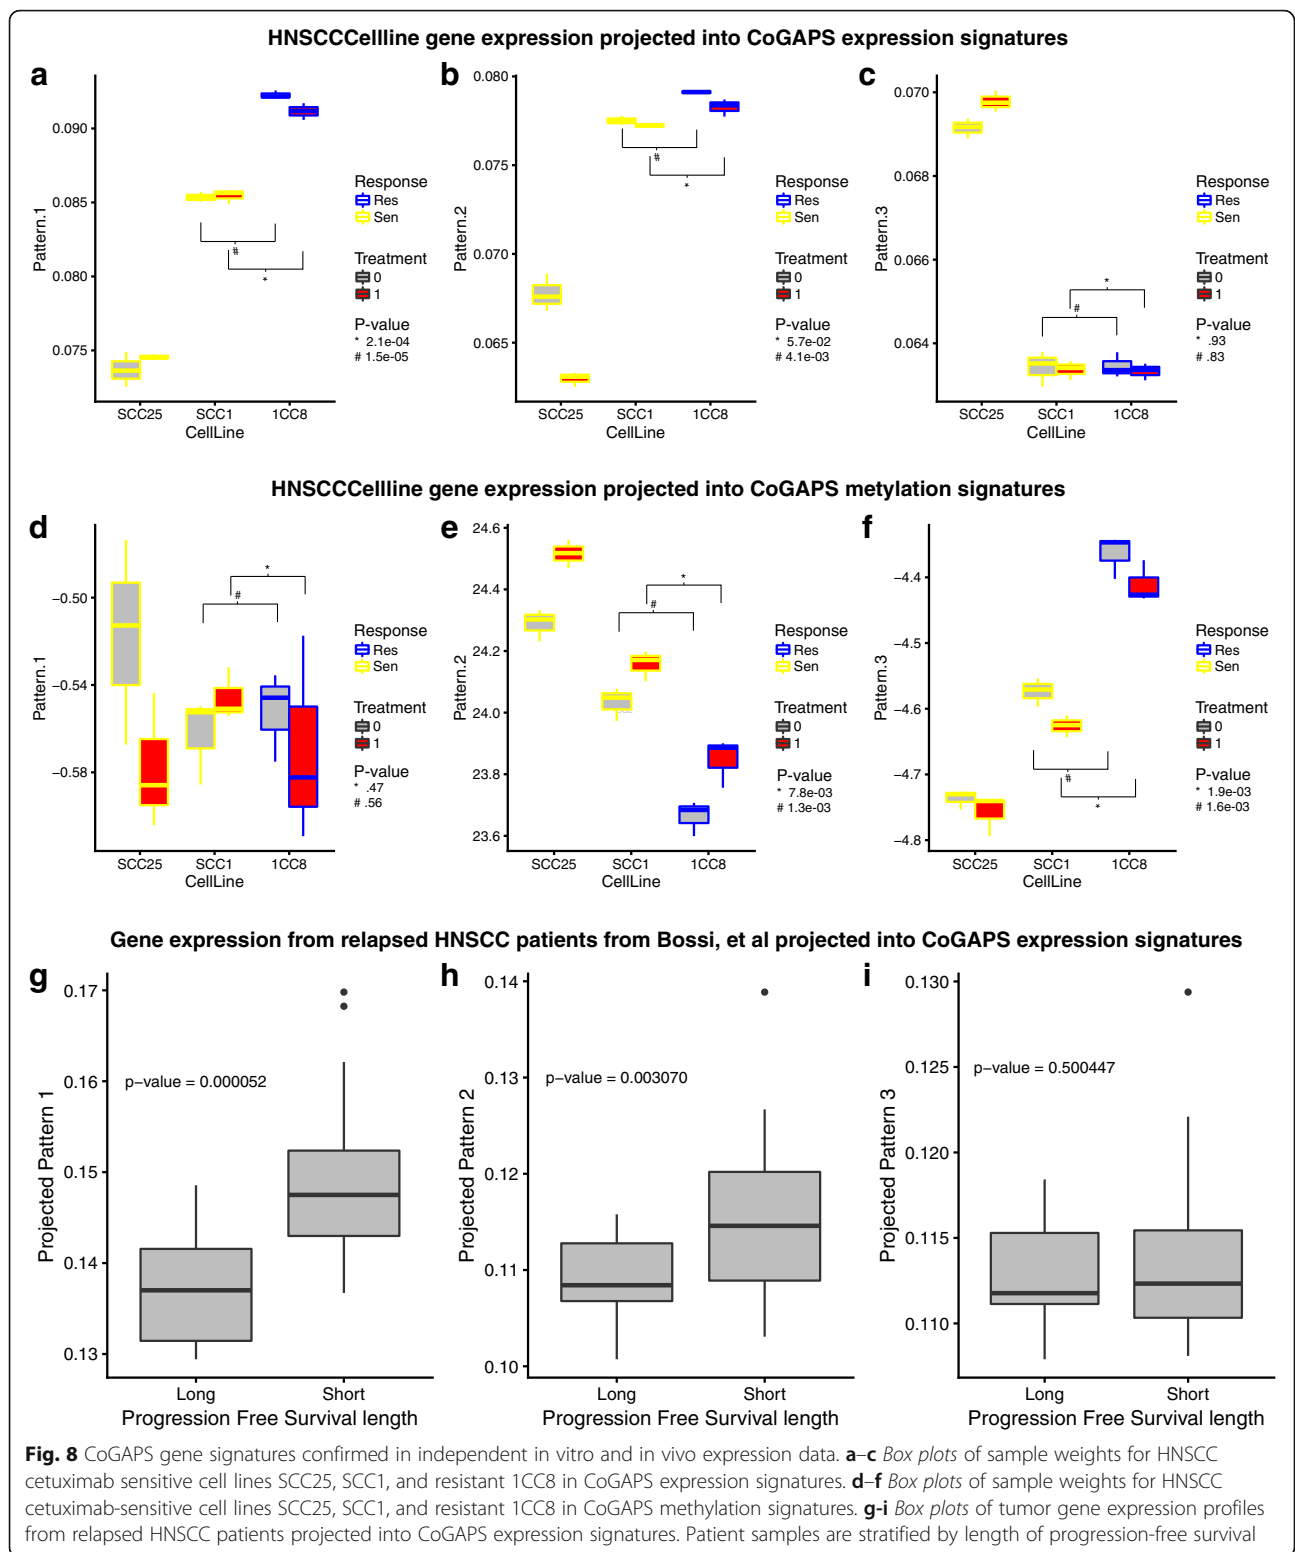 HNSCCCellline gene expression projected into CoGAPS expression signatures
a
Pattern.1
0.090
0.085
0.080
0.075
#
*
SCC25 SCC1 1CC8
CellLine
Response
Res
Sen
Treatment
0
1
P-value
* 2.1e-04
# 1.5e-05
b
Pattern.2
0.080
0.075
0.070
0.065
#
*
SCC25 SCC1 1CC8
CellLine
Response
Res
Sen
Treatment
0
1
P-value
* 5.7e-02
# 4.1e-03
c
Pattern.3
0.070
0.068
0.066
0.064
*
#
SCC25 SCC1 1CC8
CellLine
Response
Res
Sen
Treatment
0
1
P-value
* .93
# .83
HNSCCCellline gene expression projected into CoGAPS metylation signatures
d
Pattern.1
−0.50
−0.54
−0.58
*
#
SCC25 SCC1 1CC8
CellLine
Response
Res
Sen
Treatment
0
1
P-value
* .47
# .56
e
Pattern.2
24.6
24.4
24.2
24.0
23.8
23.6
*
#
SCC25 SCC1 1CC8
CellLine
Response
Res
Sen
Treatment
0
1
P-value
* 7.8e-03
# 1.3e-03
f
Pattern.3
−4.4
−4.5
−4.6
−4.7
−4.8
#
*
SCC25 SCC1 1CC8
CellLine
Response
Res
Sen
Treatment
0
1
P-value
* 1.9e-03
# 1.6e-03
Gene expression from relapsed HNSCC patients from Bossi, et al projected into CoGAPS expression signatures
g
Projected Pattern 1
0.17
0.16
0.15
0.14
0.13
p−value = 0.000052
Long Short
Progression Free Survival length
h
Projected Pattern 2
0.14
0.13
0.12
0.11
0.10
p−value = 0.003070
Long Short
Progression Free Survival length
i
Projected Pattern 3
0.130
0.125
0.120
0.115
0.110
p−value = 0.500447
Long Short
Progression Free Survival length
Fig. 8 CoGAPS gene signatures confirmed in independent in vitro and in vivo expression data. a–c Box plots of sample weights for HNSCC
cetuximab sensitive cell lines SCC25, SCC1, and resistant 1CC8 in CoGAPS expression signatures. d–f Box plots of sample weights for HNSCC
cetuximab-sensitive cell lines SCC25, SCC1, and resistant 1CC8 in CoGAPS methylation signatures. g-i Box plots of tumor gene expression profiles
from relapsed HNSCC patients projected into CoGAPS expression signatures. Patient samples are stratified by length of progression-free survival